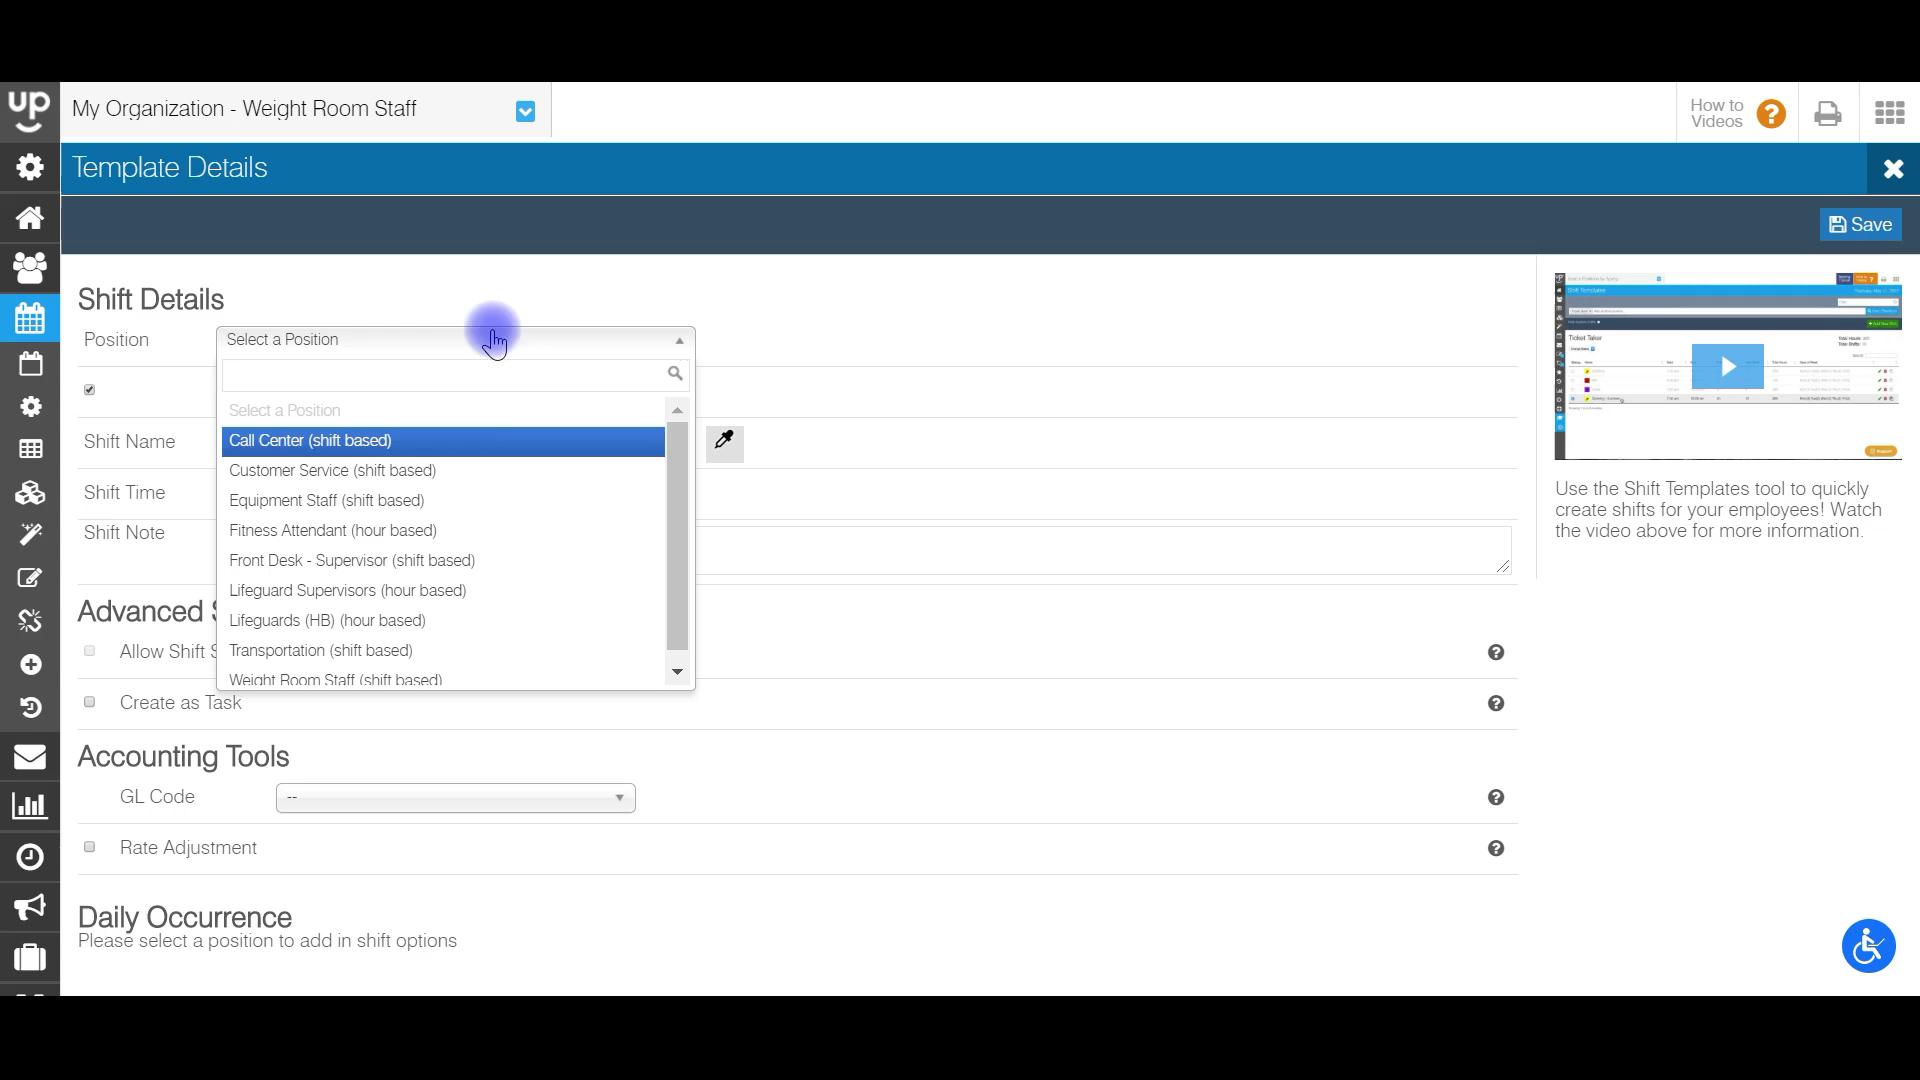 up
My Organization - Weight Room Staff
How to
Videos
Template Details
Save
Shift Details
Position
Select a Position
Select a Position
Call Center (shift based)
Customer Service (shift based)
Equipment Staff (shift based)
Fitness Attendant (hour based)
Front Desk - Supervisor (shift based)
Lifeguard Supervisors (hour based)
Lifeguards (HB) (hour based)
Transportation (shift based)
Weight Room Staff (shift based)
Shift Name
Shift Time
Shift Note
Advanced
Allow Shift
Create as Task
Accounting Tools
GL Code
--
Rate Adjustment
Daily Occurrence
Please select a position to add in shift options
Shift Templates
Ticket Taker
Use the Shift Templates tool to quickly
create shifts for your employees! Watch
the video above for more information.